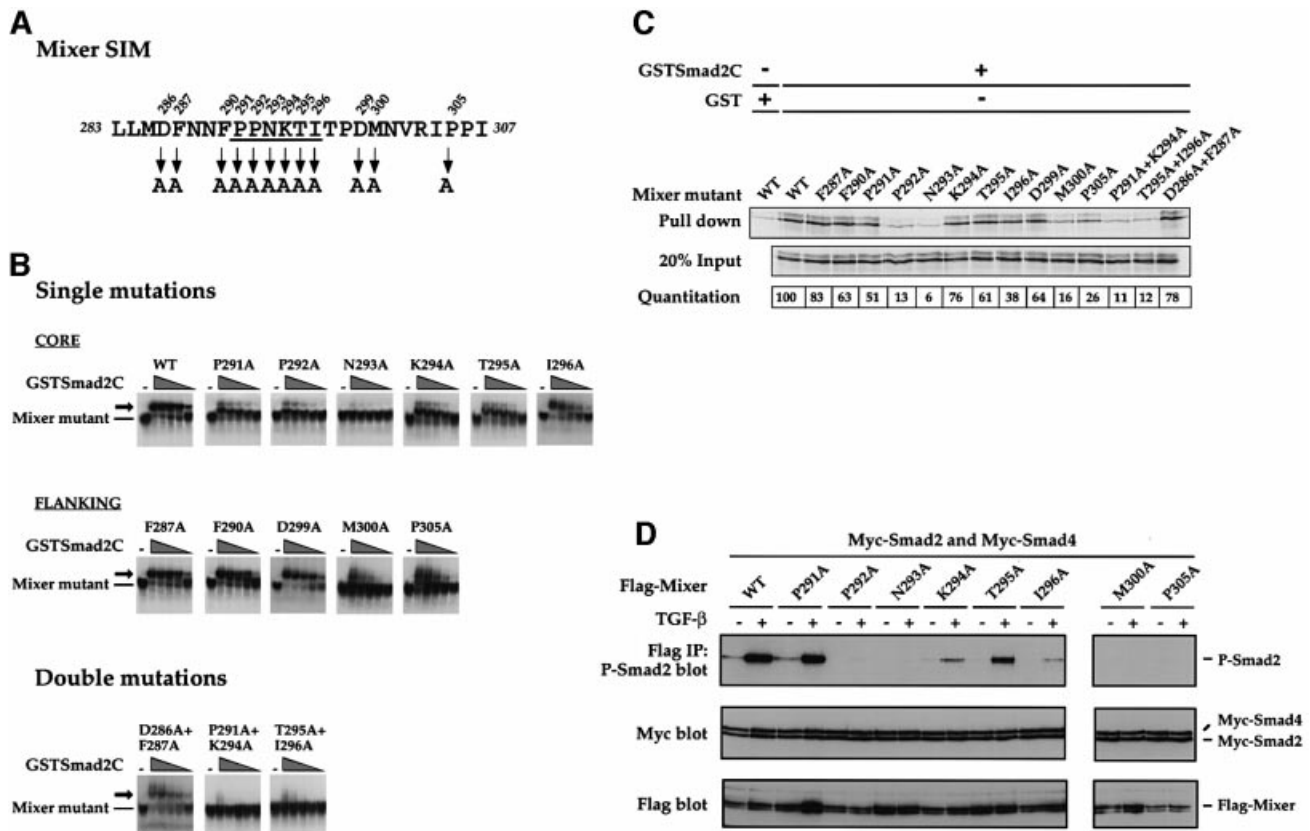 A
Mixer SIM
286 287 290 291 292 293 294 295 296 299 300 305
283 LLMDFNNFPPNKTITPDMNVRIPPI 307
AA AAAAAAA AA A
B
Single mutations
CORE
WT P291A P292A N293A K294A T295A I296A
GSTSmad2C - - - - - - -
Mixer mutant
FLANKING
F287A F290A D299A M300A P305A
GSTSmad2C - - - - -
Mixer mutant
Double mutations
D286A+ P291A+ T295A+
F287A K294A I296A
GSTSmad2C - - -
Mixer mutant
C
GSTSmad2C - +
GST + -
Mixer mutant WT WT F287A F290A P291A P292A N293A K294A T295A I296A D299A M300A P305A P291A+K294A T295A+I296A D286A+F287A
Pull down
20% Input
Quantitation 100 83 63 51 13 6 76 61 38 64 16 26 11 12 78
D
Myc-Smad2 and Myc-Smad4
Flag-Mixer WT P291A P292A N293A K294A T295A I296A M300A P305A
TGF-β - + - + - + - + - + - + - + - + - +
Flag IP:
P-Smad2 blot
P-Smad2
Myc blot
Myc-Smad4
Myc-Smad2
Flag blot
Flag-Mixer